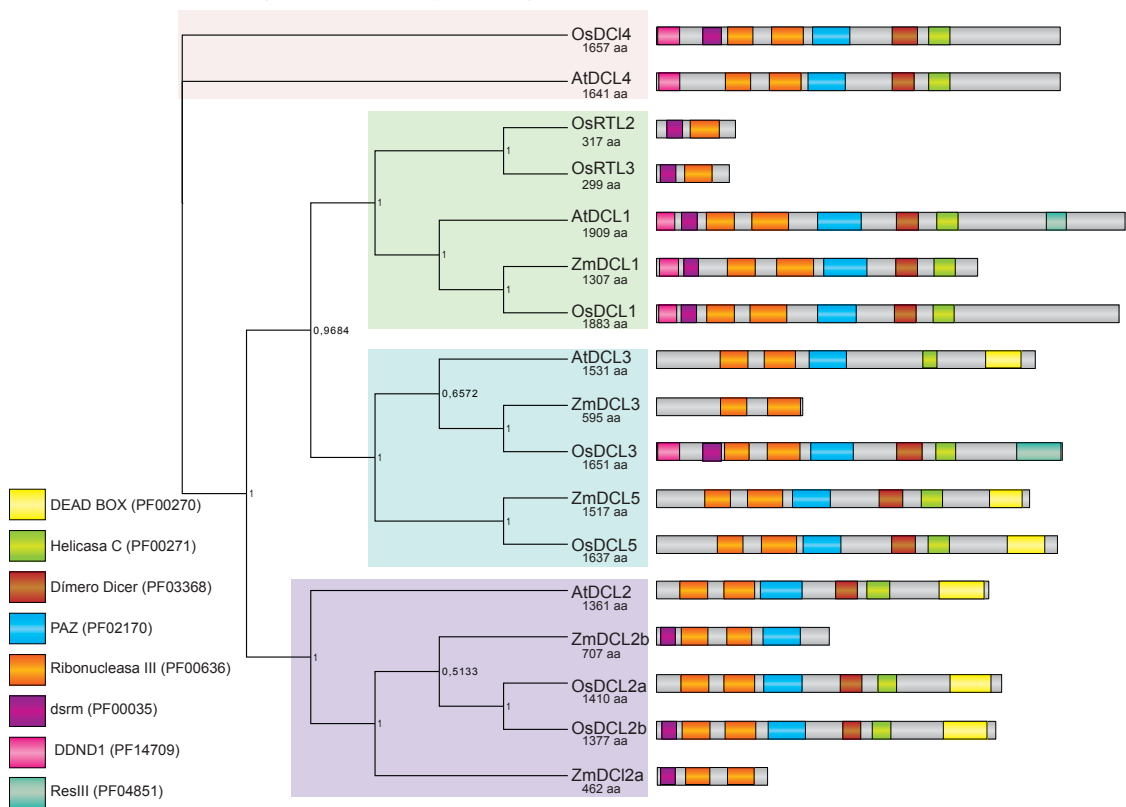 OsDCl4
1657 aa
AtDCL4
1641 aa
OsRTL2
317 aa
1
OsRTL3
299 aa
1
AtDCL1
1909 aa
1
ZmDCL1
1307 aa
1
OsDCL1
1883 aa
0,9684
AtDCL3
1531 aa
0,6572
ZmDCL3
595 aa
1
OsDCL3
1651 aa
1
ZmDCL5
1517 aa
1
OsDCL5
1637 aa
1
AtDCL2
1361 aa
1
ZmDCL2b
707 aa
0,5133
OsDCL2a
1410 aa
1
OsDCL2b
1377 aa
1
ZmDCl2a
462 aa
DEAD BOX (PF00270)
Helicasa C (PF00271)
Dímero Dicer (PF03368)
PAZ (PF02170)
Ribonucleasa III (PF00636)
dsrm (PF00035)
DDND1 (PF14709)
ResIII (PF04851)